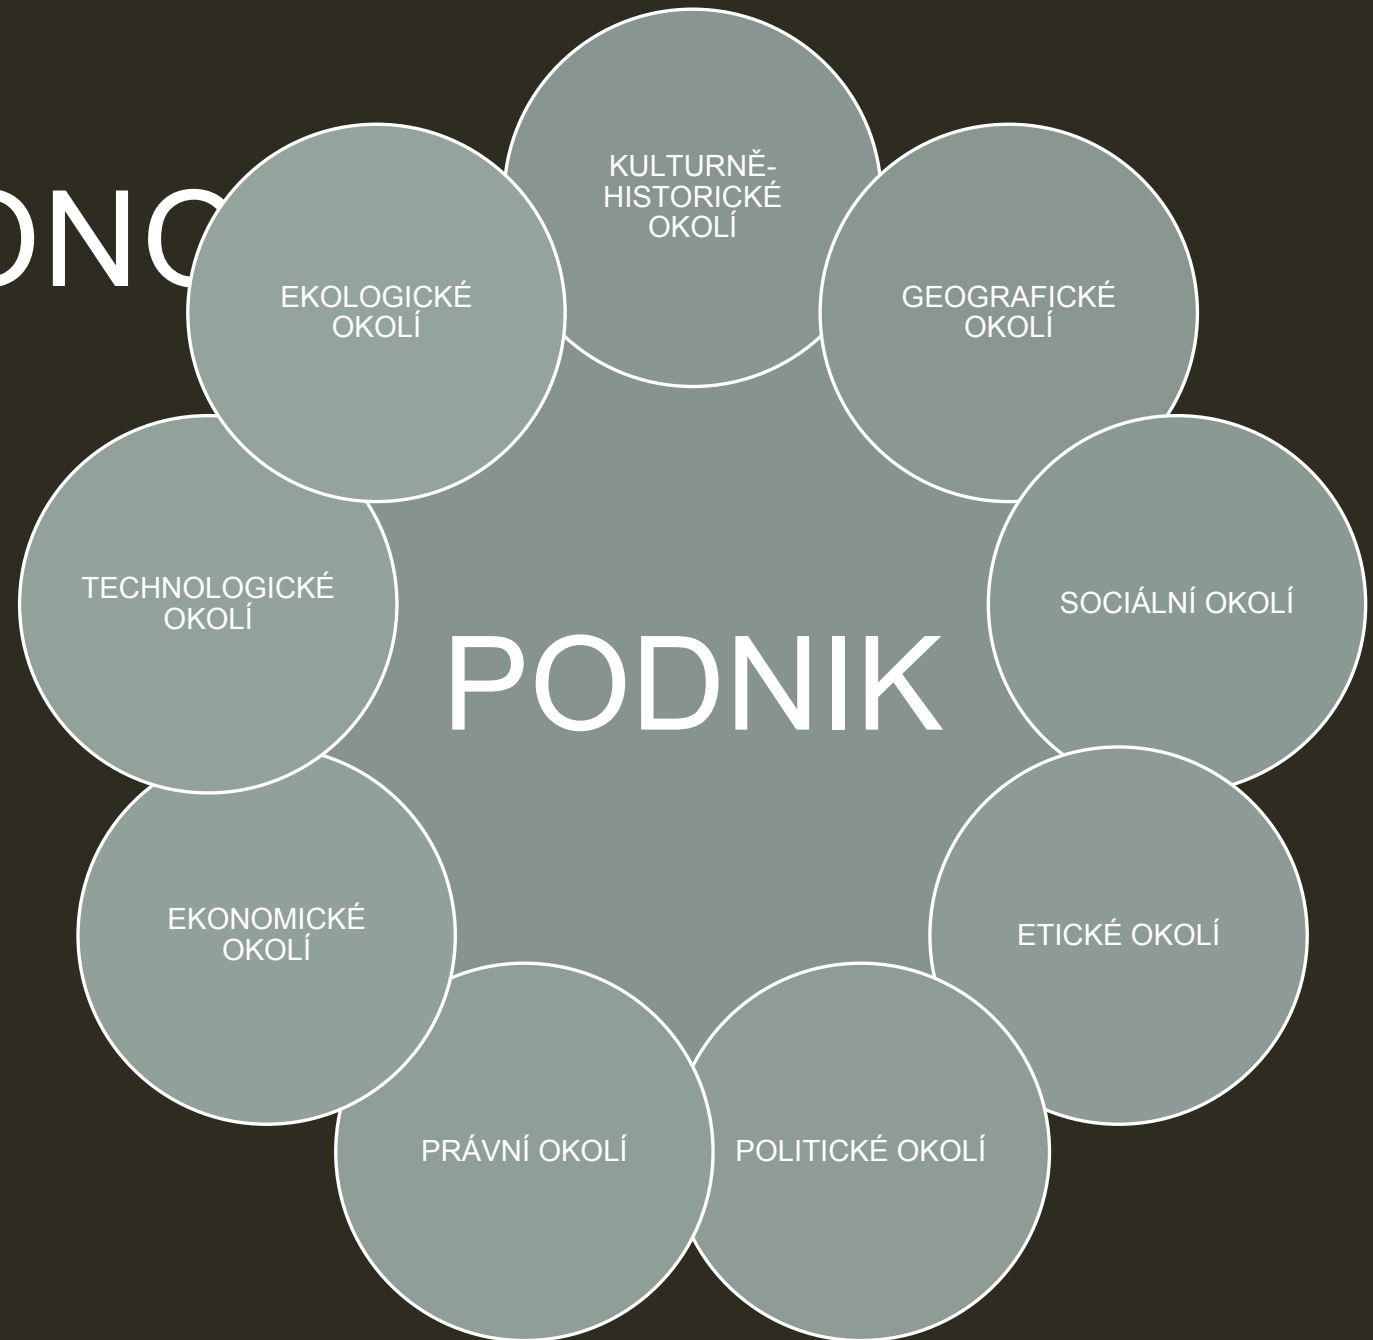 KULTURNĚ-
HISTORICKÉ
OKOLÍ
GEOGRAFICKÉ
OKOLÍ
SOCIÁLNÍ OKOLÍ
ETICKÉ OKOLÍ
POLITICKÉ OKOLÍ
PRÁVNÍ OKOLÍ
EKONOMICKÉ
OKOLÍ
TECHNOLOGICKÉ
OKOLÍ
EKOLOGICKÉ
OKOLÍ
PODNIK